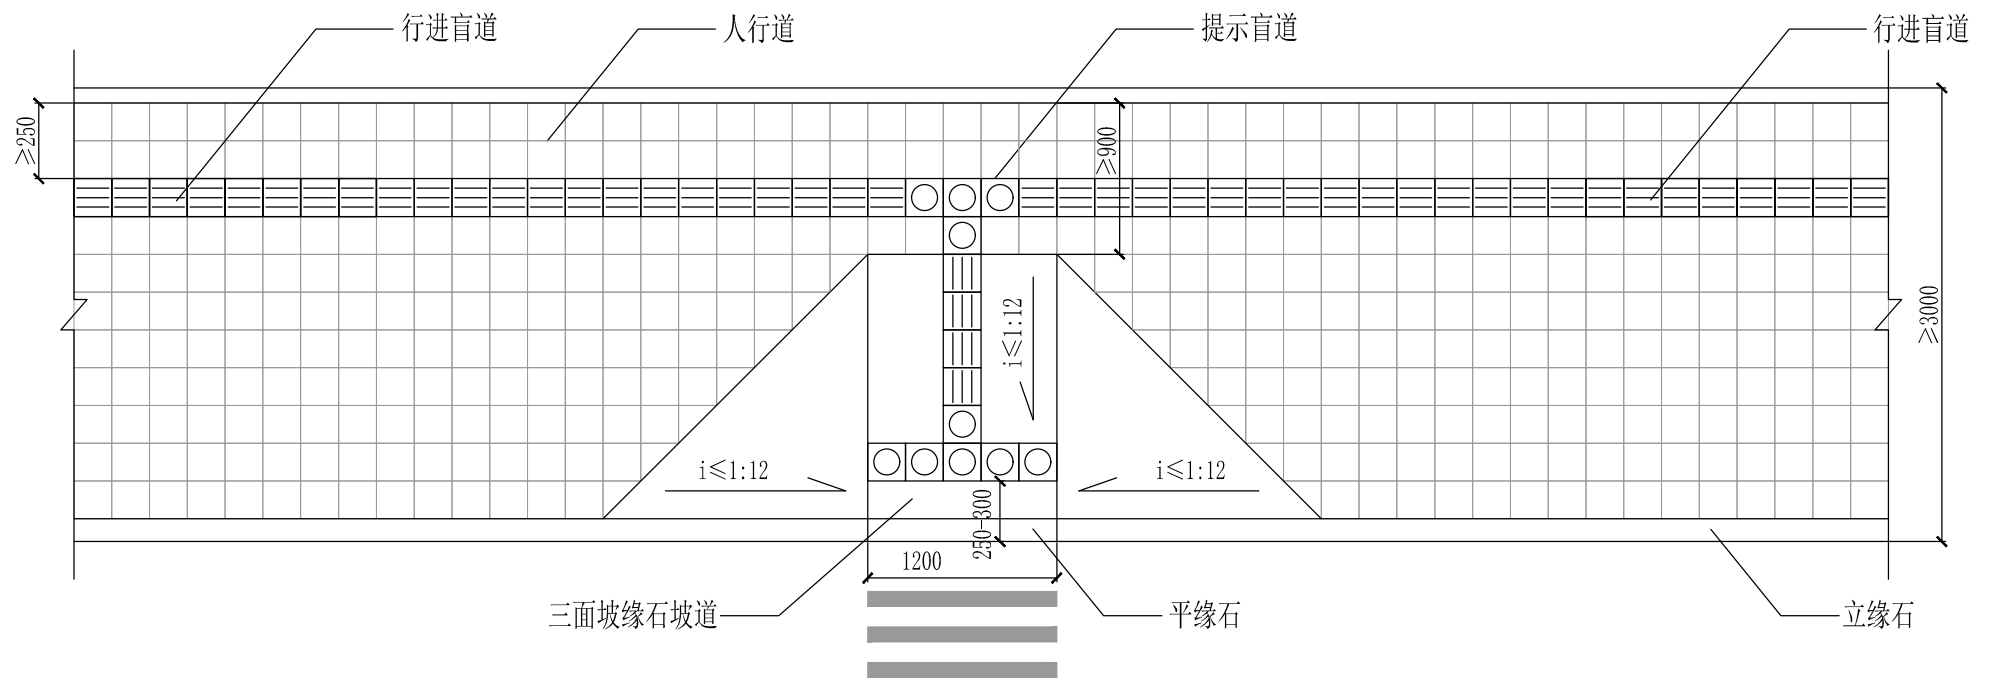 行进盲道
人行道
提示盲道
行进盲道
≥250
≥900
≥3000
i≤1:12
i≤1:12
i≤1:12
250-300
1200
三面坡缘石坡道
平缘石
立缘石